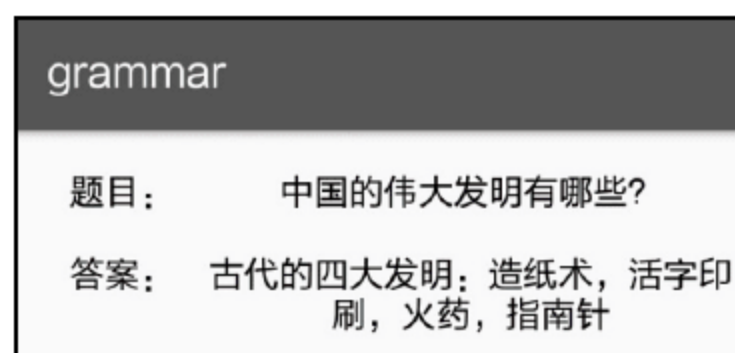 grammar
题目： 中国的伟大发明有哪些?
答案： 古代的四大发明：造纸术，活字印
刷，火药，指南针